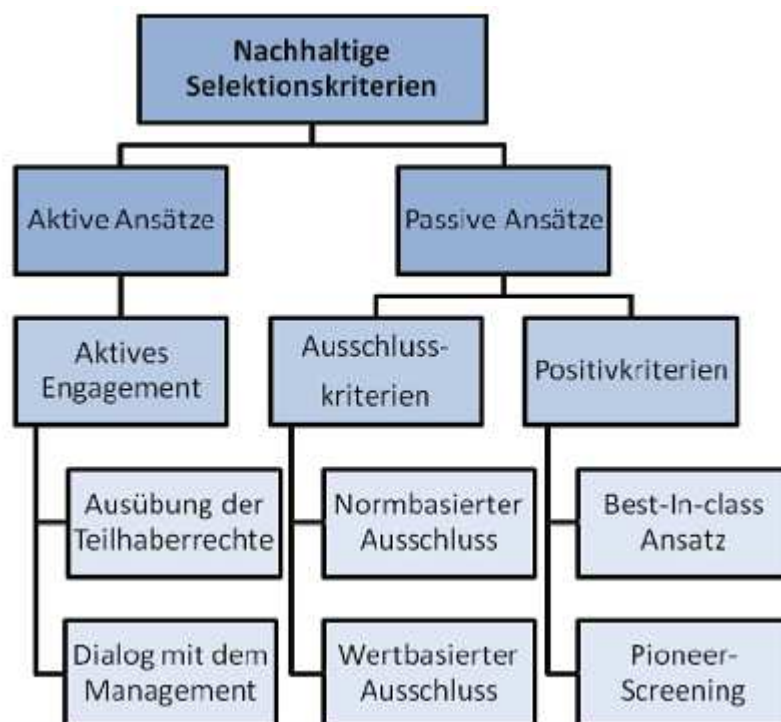 Nachhaltige
Selektionskriterien
Aktive Ansätze
Passive Ansätze
Aktives
Engagement
Ausschluss-
kriterien
Positivkriterien
Ausübung der
Teilhaberrechte
Normbasierter
Ausschluss
Best-In-class
Ansatz
Dialog mit dem
Management
Wertbasierter
Ausschluss
Pioneer-
Screening